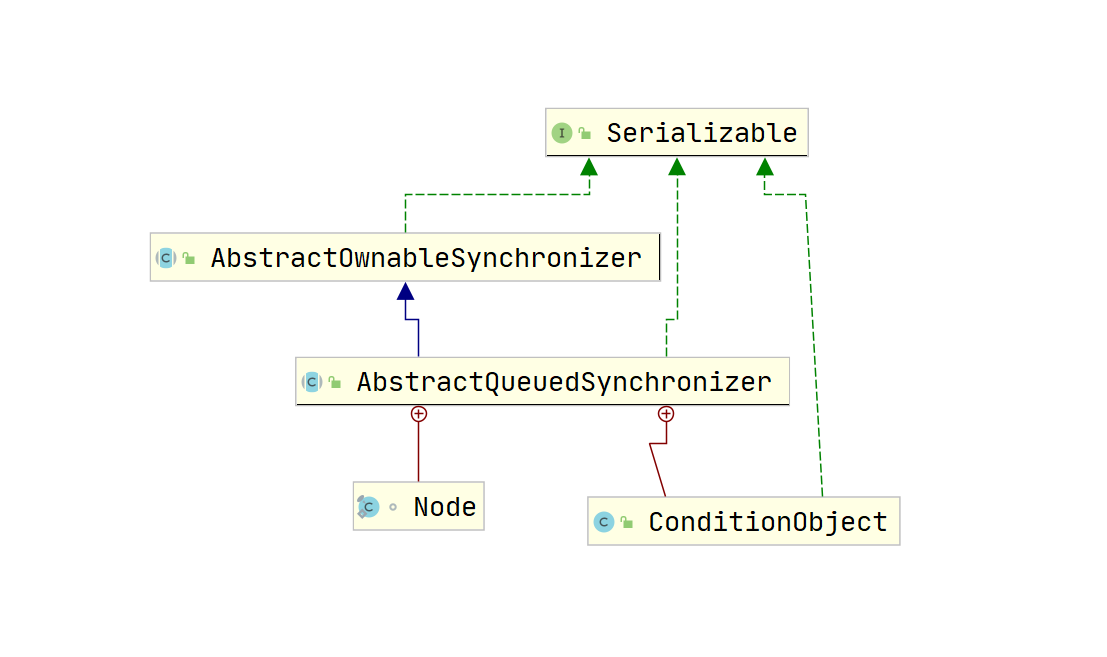 I Serializable
C AbstractOwnableSynchronizer
C AbstractQueuedSynchronizer
C Node
C ConditionObject